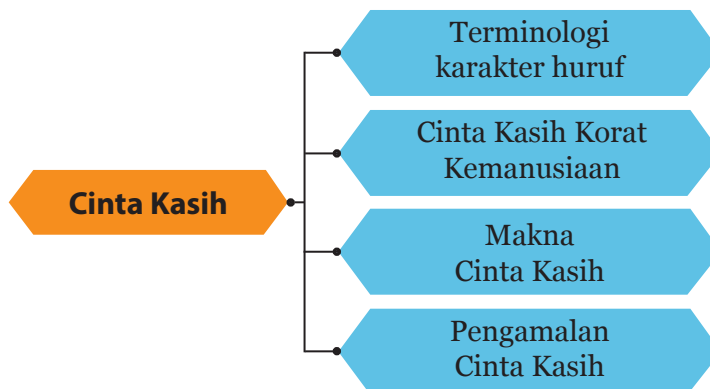 Terminologi
karakter huruf
Cinta Kasih Korat
Kemanusiaan
Cinta Kasih
Makna
Cinta Kasih
Pengamalan
Cinta Kasih